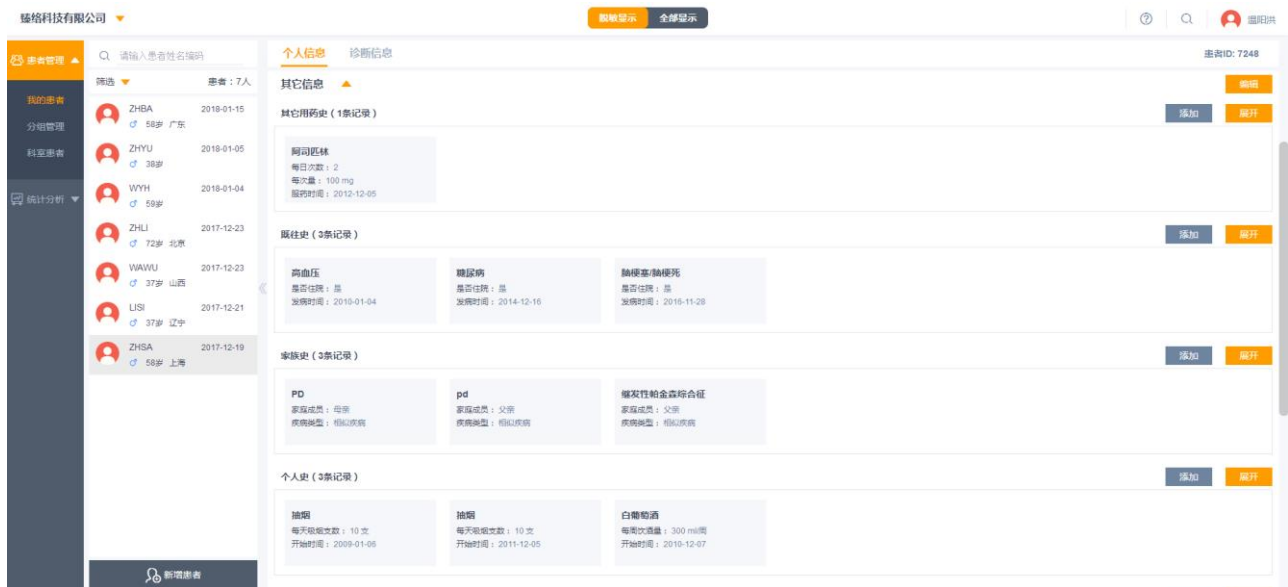 臻络科技有限公司
脱敏显示 全部显示
温阳洪
患者管理
我的患者
分组管理
科室患者
统计分析
请输入患者姓名编码
筛选 患者：7人
ZHBA 2018-01-15
58岁 广东
ZHYU 2018-01-05
38岁
WYH 2018-01-04
59岁
ZHLI 2017-12-23
72岁 北京
WAWU 2017-12-23
37岁 山西
LISI 2017-12-21
37岁 辽宁
ZHSA 2017-12-19
58岁 上海
新增患者
个人信息 诊断信息 患者ID: 7248
其它信息 编辑
其它用药史（1条记录） 添加 展开
阿司匹林
每日次数：2
每次量：100 mg
服药时间：2012-12-05
既往史（3条记录） 添加 展开
高血压 糖尿病 脑梗塞/脑梗死
是否住院：是 是否住院：是 是否住院：是
发病时间：2010-01-04 发病时间：2014-12-16 发病时间：2016-11-28
家族史（3条记录） 添加 展开
PD pd 继发性帕金森综合征
家庭成员：母亲 家庭成员：父亲 家庭成员：父亲
疾病类型：相似疾病 疾病类型：相似疾病 疾病类型：相似疾病
个人史（3条记录） 添加 展开
抽烟 抽烟 白葡萄酒
每天吸烟支数：10 支 每天吸烟支数：10 支 每周饮酒量：300 ml/周
开始时间：2009-01-06 开始时间：2011-12-05 开始时间：2010-12-07